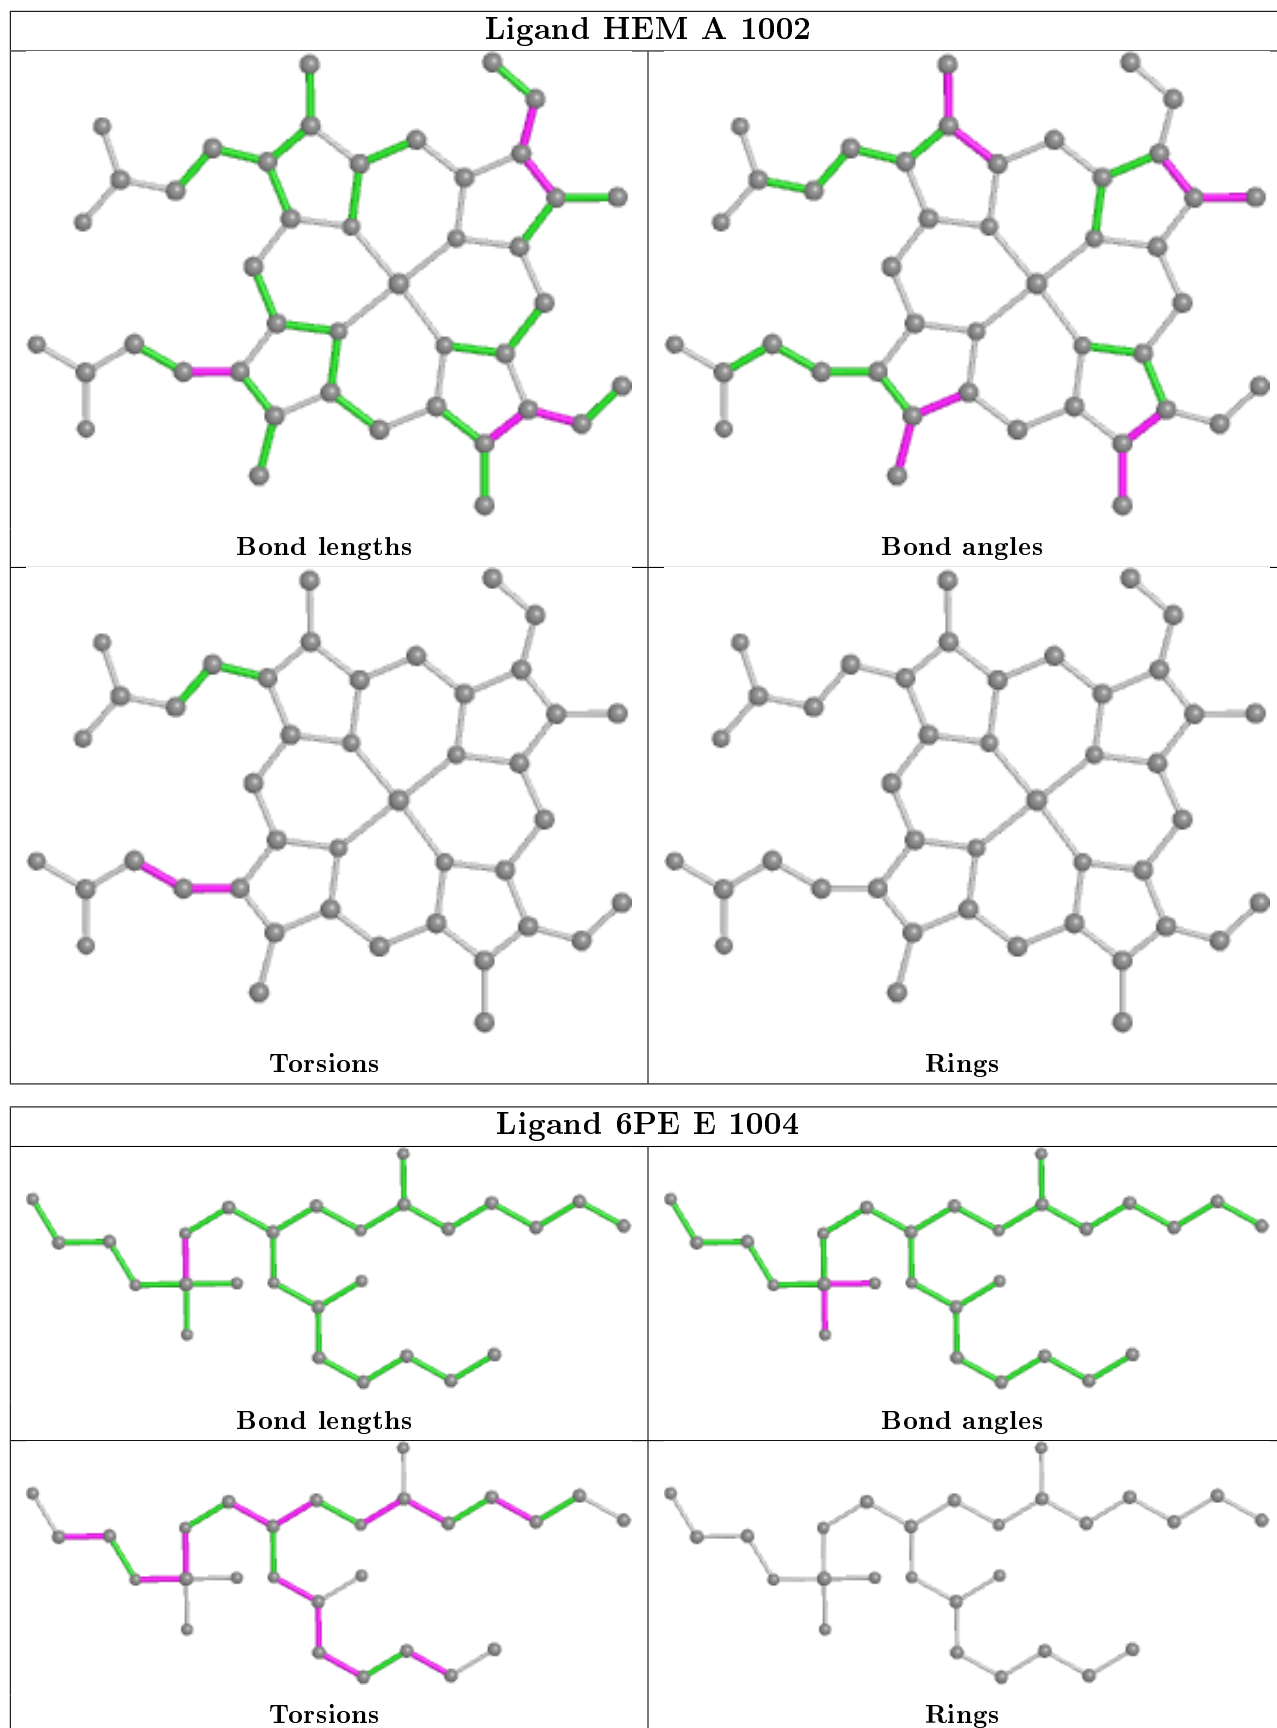 Ligand HEM A 1002
Bond lengths
Bond angles
Torsions
Rings
Ligand 6PE E 1004
Bond lengths
Bond angles
Torsions
Rings